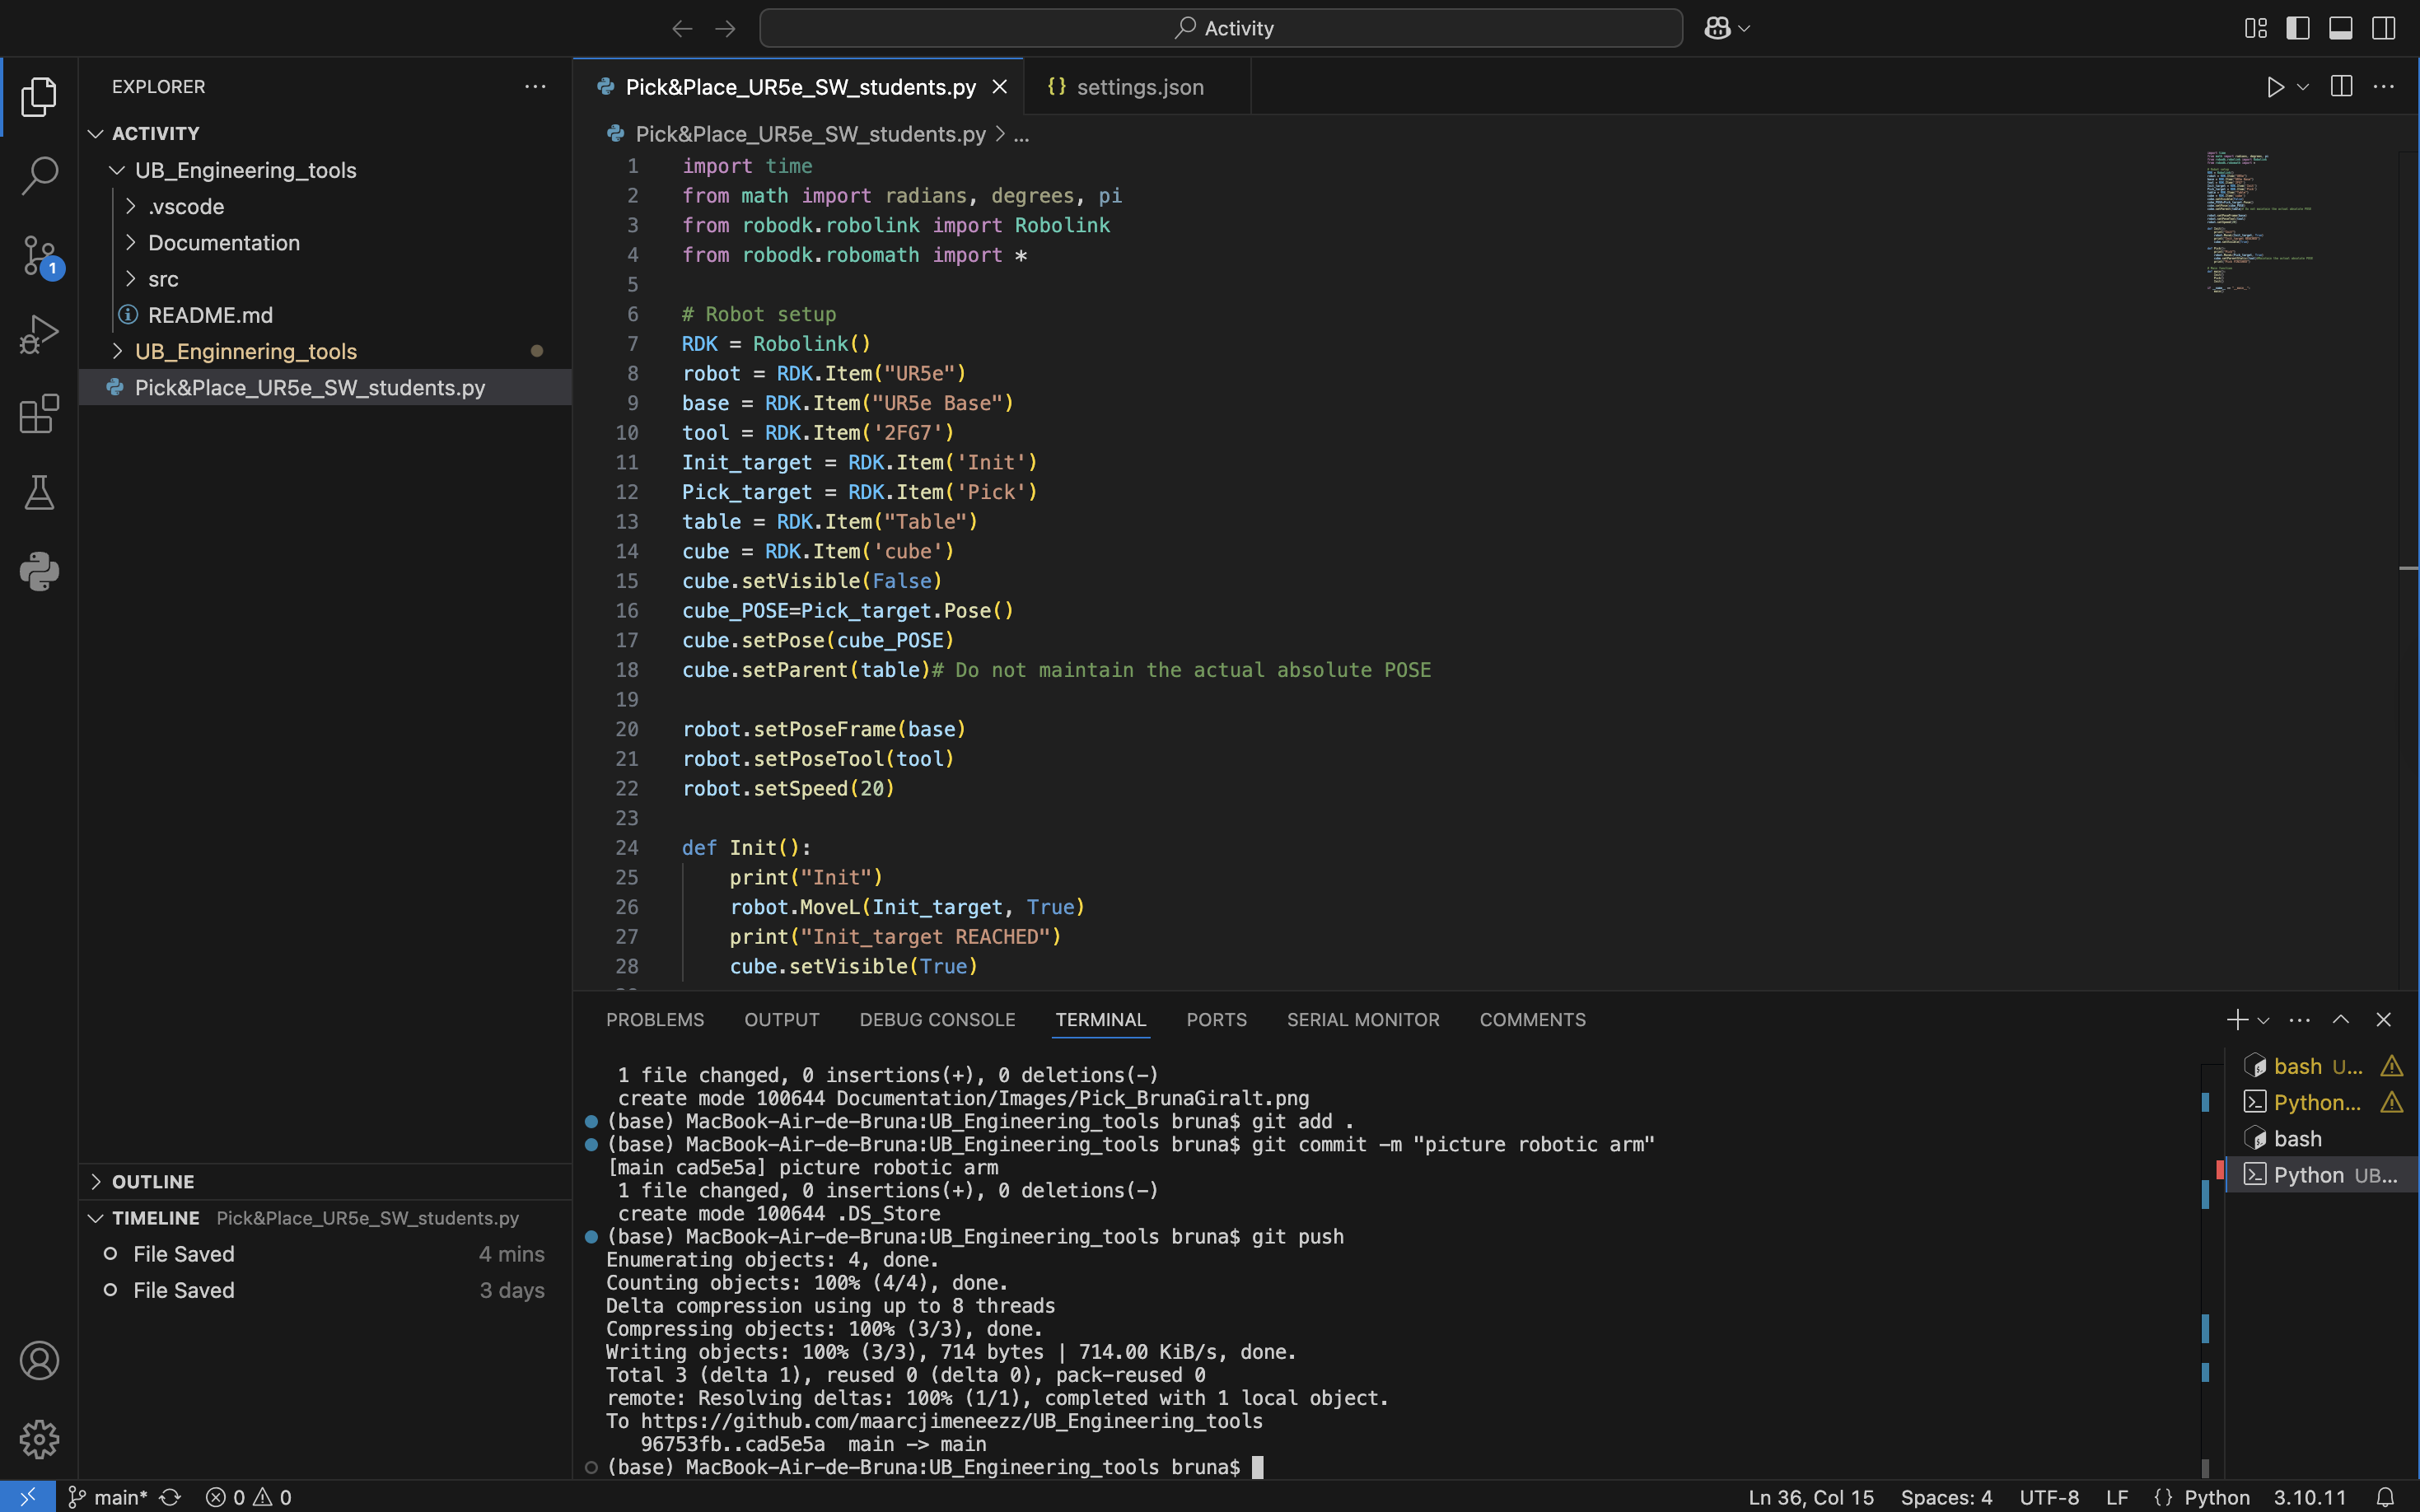 Activity
EXPLORER
ACTIVITY
UB_Engineering_tools
.vscode
Documentation
src
README.md
UB_Enginnering_tools
Pick&Place_UR5e_SW_students.py
1
OUTLINE
TIMELINE Pick&Place_UR5e_SW_students.py
File Saved 4 mins
File Saved 3 days
Pick&Place_UR5e_SW_students.py
{} settings.json
Pick&Place_UR5e_SW_students.py > ...
1 import time
2 from math import radians, degrees, pi
3 from robodk.robolink import Robolink
4 from robodk.robomath import *
5
6 # Robot setup
7 RDK = Robolink()
8 robot = RDK.Item("UR5e")
9 base = RDK.Item("UR5e Base")
10 tool = RDK.Item('2FG7')
11 Init_target = RDK.Item('Init')
12 Pick_target = RDK.Item('Pick')
13 table = RDK.Item("Table")
14 cube = RDK.Item('cube')
15 cube.setVisible(False)
16 cube_POSE=Pick_target.Pose()
17 cube.setPose(cube_POSE)
18 cube.setParent(table)# Do not maintain the actual absolute POSE
19
20 robot.setPoseFrame(base)
21 robot.setPoseTool(tool)
22 robot.setSpeed(20)
23
24 def Init():
25 print("Init")
26 robot.MoveL(Init_target, True)
27 print("Init_target REACHED")
28 cube.setVisible(True)
PROBLEMS OUTPUT DEBUG CONSOLE TERMINAL PORTS SERIAL MONITOR COMMENTS
1 file changed, 0 insertions(+), 0 deletions(-)
create mode 100644 Documentation/Images/Pick_BrunaGiralt.png
(base) MacBook-Air-de-Bruna:UB_Engineering_tools bruna$ git add .
(base) MacBook-Air-de-Bruna:UB_Engineering_tools bruna$ git commit -m "picture robotic arm"
[main cad5e5a] picture robotic arm
1 file changed, 0 insertions(+), 0 deletions(-)
create mode 100644 .DS_Store
(base) MacBook-Air-de-Bruna:UB_Engineering_tools bruna$ git push
Enumerating objects: 4, done.
Counting objects: 100% (4/4), done.
Delta compression using up to 8 threads
Compressing objects: 100% (3/3), done.
Writing objects: 100% (3/3), 714 bytes | 714.00 KiB/s, done.
Total 3 (delta 1), reused 0 (delta 0), pack-reused 0
remote: Resolving deltas: 100% (1/1), completed with 1 local object.
To https://github.com/maarcjimeneezz/UB_Engineering_tools
96753fb..cad5e5a main -> main
(base) MacBook-Air-de-Bruna:UB_Engineering_tools bruna$
bash U...
Python...
bash
Python UB...
main* 0 0 Ln 36, Col 15 Spaces: 4 UTF-8 LF {} Python 3.10.11